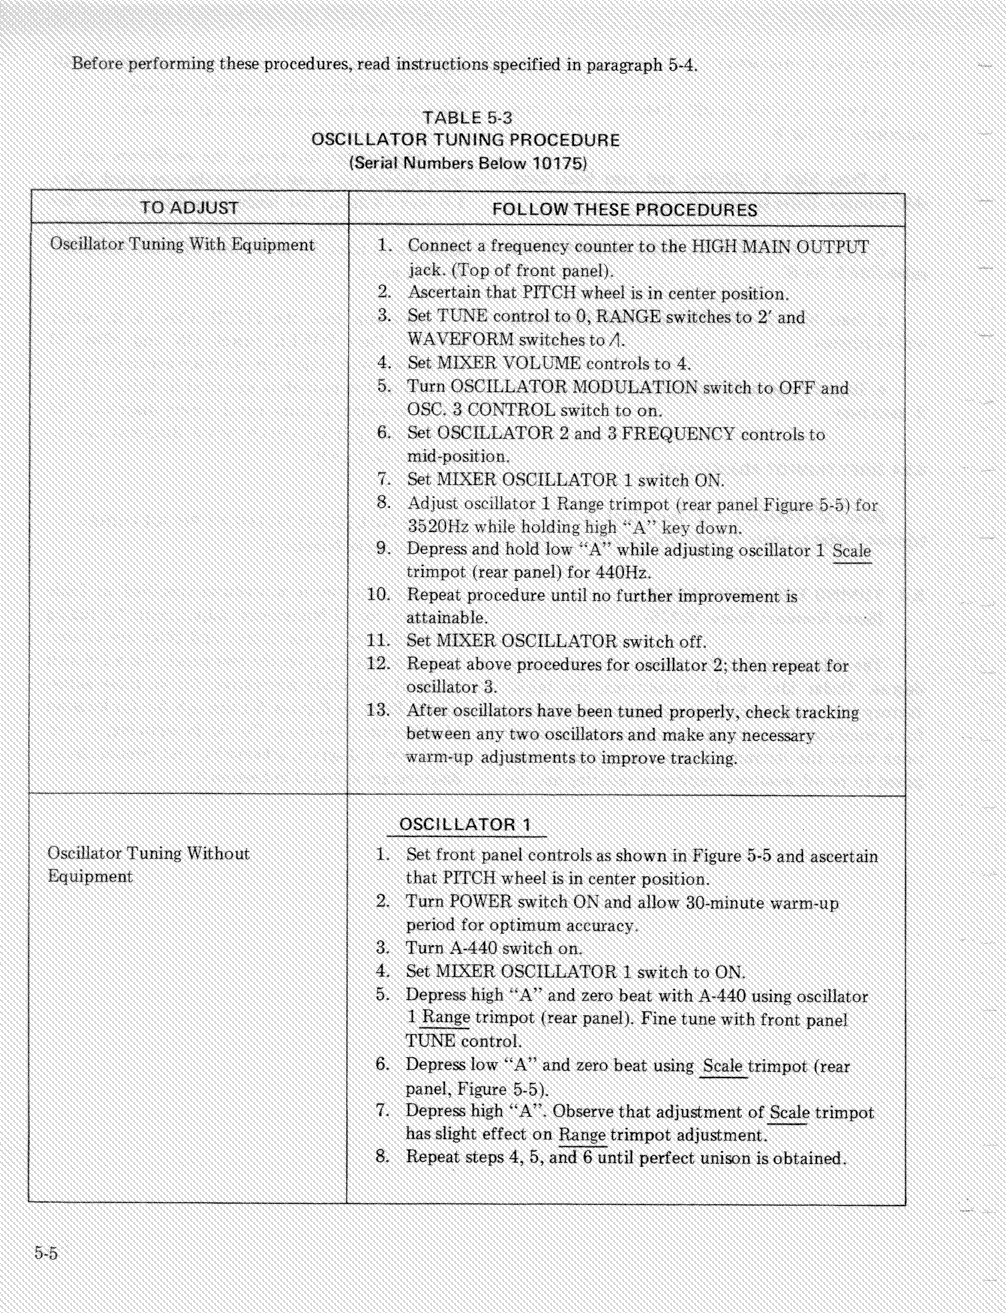 Before performing these procedures, read instructions specified in paragraph 5-4.
TABLE 5-3
OSCILLATOR TUNING PROCEDURE
(Serial Numbers Below 10175)
TO ADJUST
FOLLOW THESE PROCEDURES
Oscillator Tuning With Equipment
1. Connect a frequency counter to the HIGH MAIN OUTPUT
jack. (Top of front panel).
2. Ascertain that PITCH wheel is in center position.
3. Set TUNE control to 0, RANGE switches to 2′ and
WAVEFORM switches to
4. Set MIXER VOLUME controls to 4.
5. Turn OSCILLATOR MODULATION switch to OFF and
OSC. 3 CONTROL switch to on.
6. Set OSCILLATOR 2 and 3 FREQUENCY controls to
mid-position.
7. Set MIXER OSCILLATOR 1 switch ON.
8. Adjust oscillator 1 Range trimpot (rear panel Figure 5-5) for
3520Hz while holding high “A” key down.
9. Depress and hold low “A” while adjusting oscillator 1 Scale
trimpot (rear panel) for 440Hz.
10. Repeat procedure until no further improvement is
attainable.
11. Set MIXER OSCILLATOR switch off.
12. Repeat above procedures for oscillator 2; then repeat for
oscillator 3.
13. After oscillators have been tuned properly, check tracking
between any two oscillators and make any necessary
warm-up adjustments to improve tracking.
Oscillator Tuning Without
Equipment
OSCILLATOR 1
1. Set front panel controls as shown in Figure 5-5 and ascertain
that PITCH wheel is in center position.
2. Turn POWER switch ON and allow 30-minute warm-up
period for optimum accuracy.
3. Turn A-440 switch on.
4. Set MIXER OSCILLATOR 1 switch to ON.
5. Depress high “A” and zero beat with A-440 using oscillator
1 Range trimpot (rear panel). Fine tune with front panel
TUNE control.
6. Depress low “A” and zero beat using Scale trimpot (rear
panel, Figure 5-5).
7. Depress high “A”. Observe that adjustment of Scale trimpot
has slight effect on Range trimpot adjustment.
8. Repeat steps 4, 5, and 6 until perfect unison is obtained.
5-5